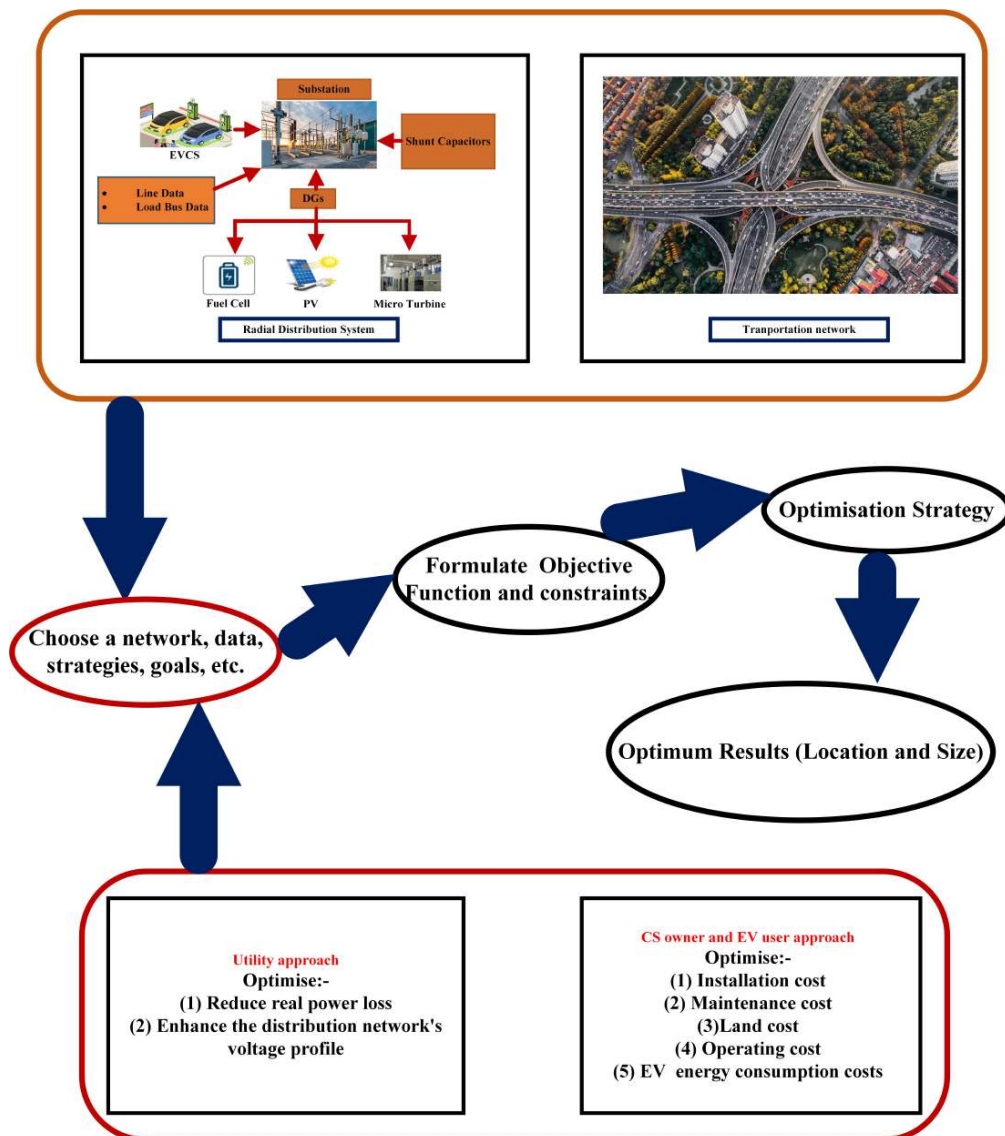 Substation
EVCS
Shunt Capacitors
• Line Data
• Load Bus Data
DGs
Fuel Cell
PV
Micro Turbine
Radial Distribution System
Tranportation network
Optimisation Strategy
Formulate Objective
Function and constraints.
Choose a network, data,
strategies, goals, etc.
Optimum Results (Location and Size)
Utility approach
Optimise:-
(1) Reduce real power loss
(2) Enhance the distribution network's
voltage profile
CS owner and EV user approach
Optimise:-
(1) Installation cost
(2) Maintenance cost
(3)Land cost
(4) Operating cost
(5) EV energy consumption costs